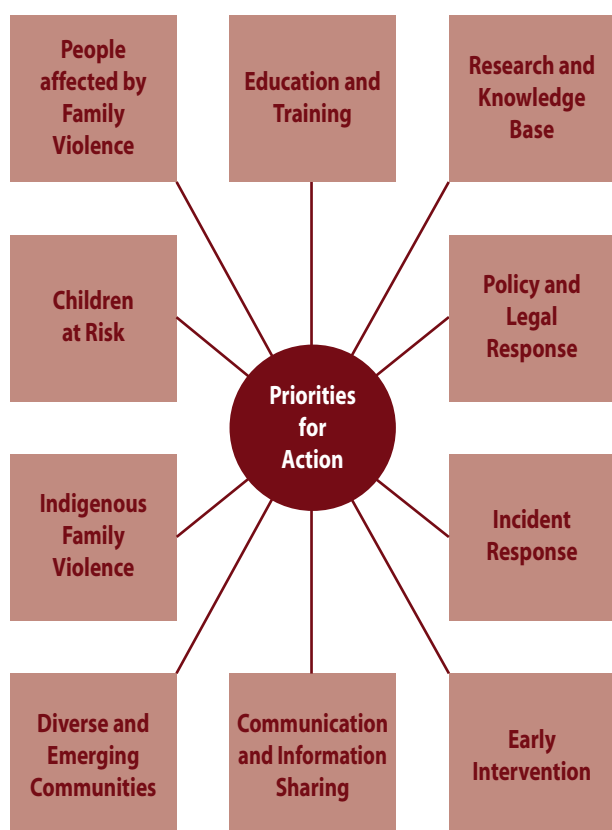 People
affected by
Family
Violence
Education and
Training
Research and
Knowledge
Base
Children
at Risk
Policy and
Legal
Response
Priorities
for
Action
Indigenous
Family
Violence
Incident
Response
Diverse and
Emerging
Communities
Communication
and Information
Sharing
Early
Intervention